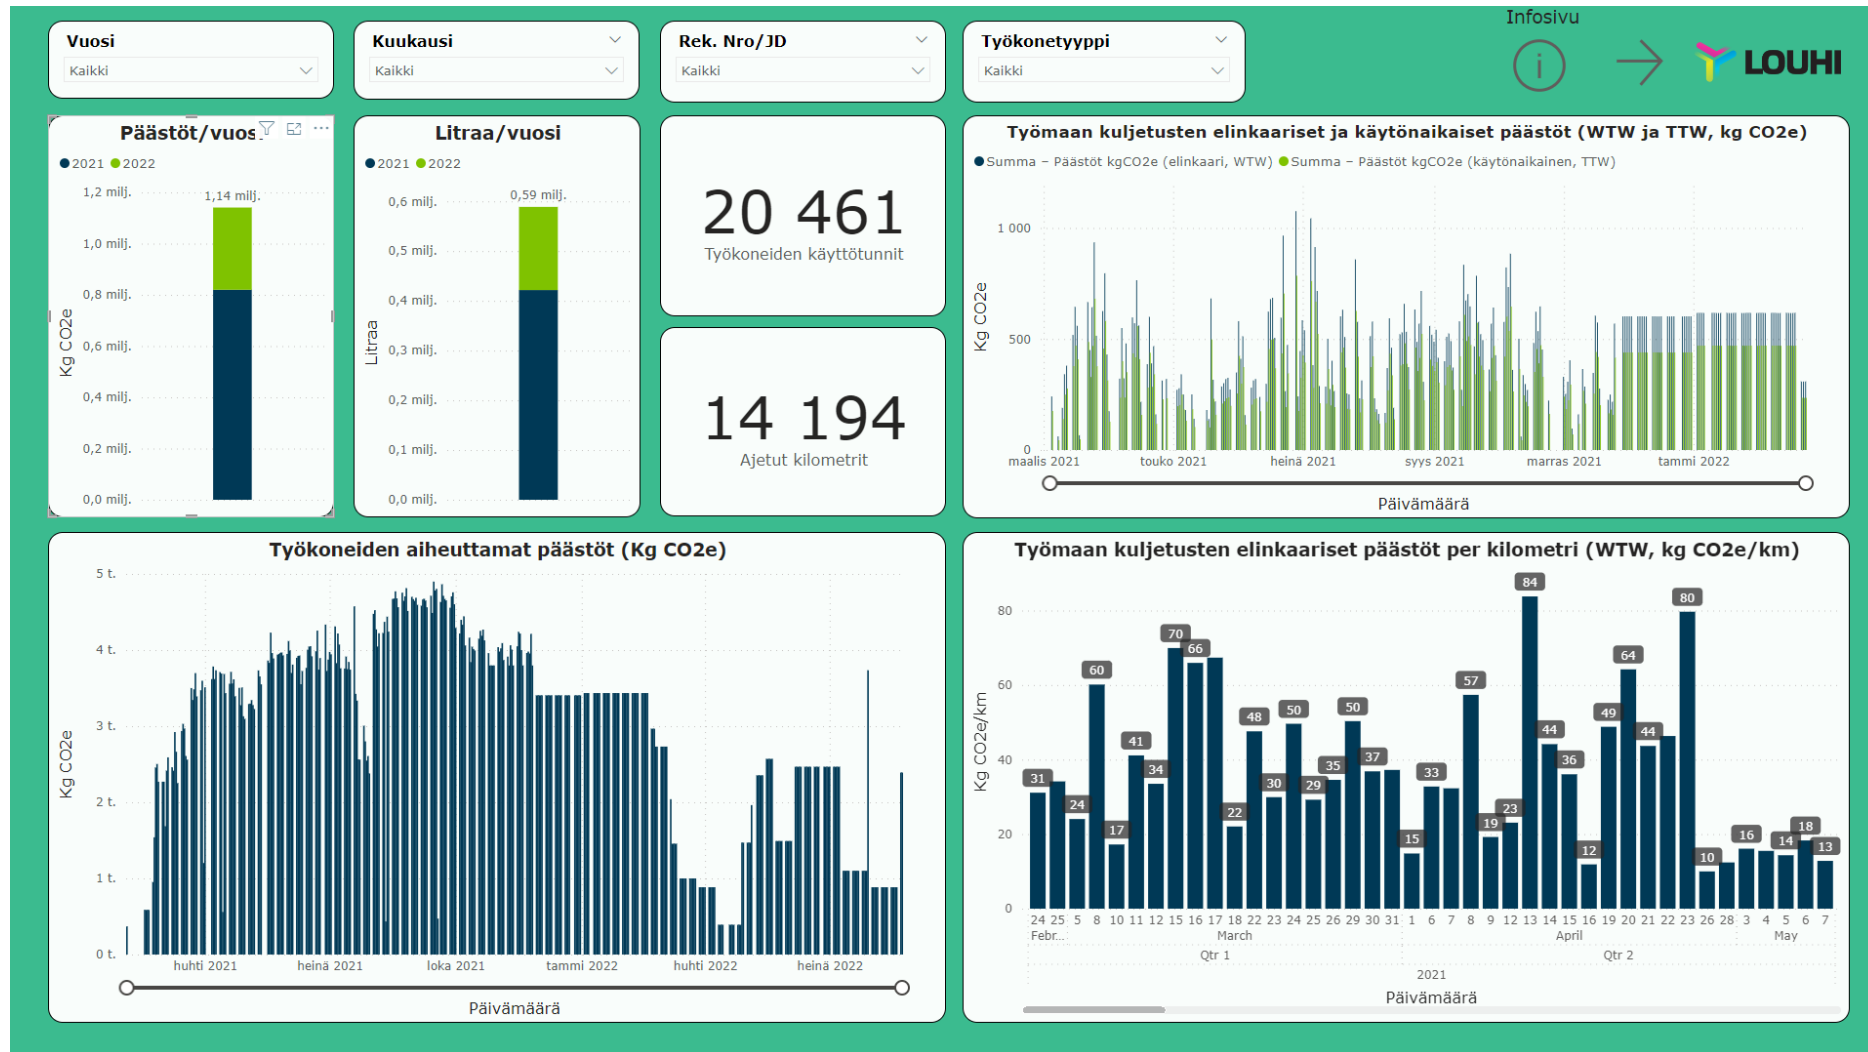 Infosivu
Vuosi
Kaikki
Kuukausi
Kaikki
Rek. Nro/JD
Kaikki
Työkonetyyppi
Kaikki
i
LOUHI
Päästöt/vuos
2021 2022
1,2 milj.
1,0 milj.
0,8 milj.
0,6 milj.
0,4 milj.
0,2 milj.
0,0 milj.
1,14 milj.
Kg CO2e
Litraa/vuosi
2021 2022
0,6 milj.
0,5 milj.
0,4 milj.
0,3 milj.
0,2 milj.
0,1 milj.
0,0 milj.
0,59 milj.
Litraa
20 461
Työkoneiden käyttötunnit
14 194
Ajetut kilometrit
Työmaan kuljetusten elinkaariset ja käytönaikaiset päästöt (WTW ja TTW, kg CO2e)
Summa – Päästöt kgCO2e (elinkaari, WTW) Summa – Päästöt kgCO2e (käytönaikainen, TTW)
1 000
500
0
Kg CO2e
maalis 2021 touko 2021 heinä 2021 syys 2021 marras 2021 tammi 2022
Päivämäärä
Työkoneiden aiheuttamat päästöt (Kg CO2e)
5 t.
4 t.
3 t.
2 t.
1 t.
0 t.
Kg CO2e
huhti 2021 heinä 2021 loka 2021 tammi 2022 huhti 2022 heinä 2022
Päivämäärä
Työmaan kuljetusten elinkaariset päästöt per kilometri (WTW, kg CO2e/km)
80
60
40
20
0
Kg CO2e/km
31 24 60 17 41 34 70 66 22 48 30 50 29 35 50 37 15 33 57 19 23 84 44 36 12 49 64 44 80 10 16 14 18 13
24 25 5 8 10 11 12 15 16 17 18 22 23 24 25 26 29 30 31 1 6 7 8 9 12 13 14 15 16 19 20 21 22 23 26 28 3 4 5 6 7
Febr... March April May
Qtr 1 Qtr 2
2021
Päivämäärä